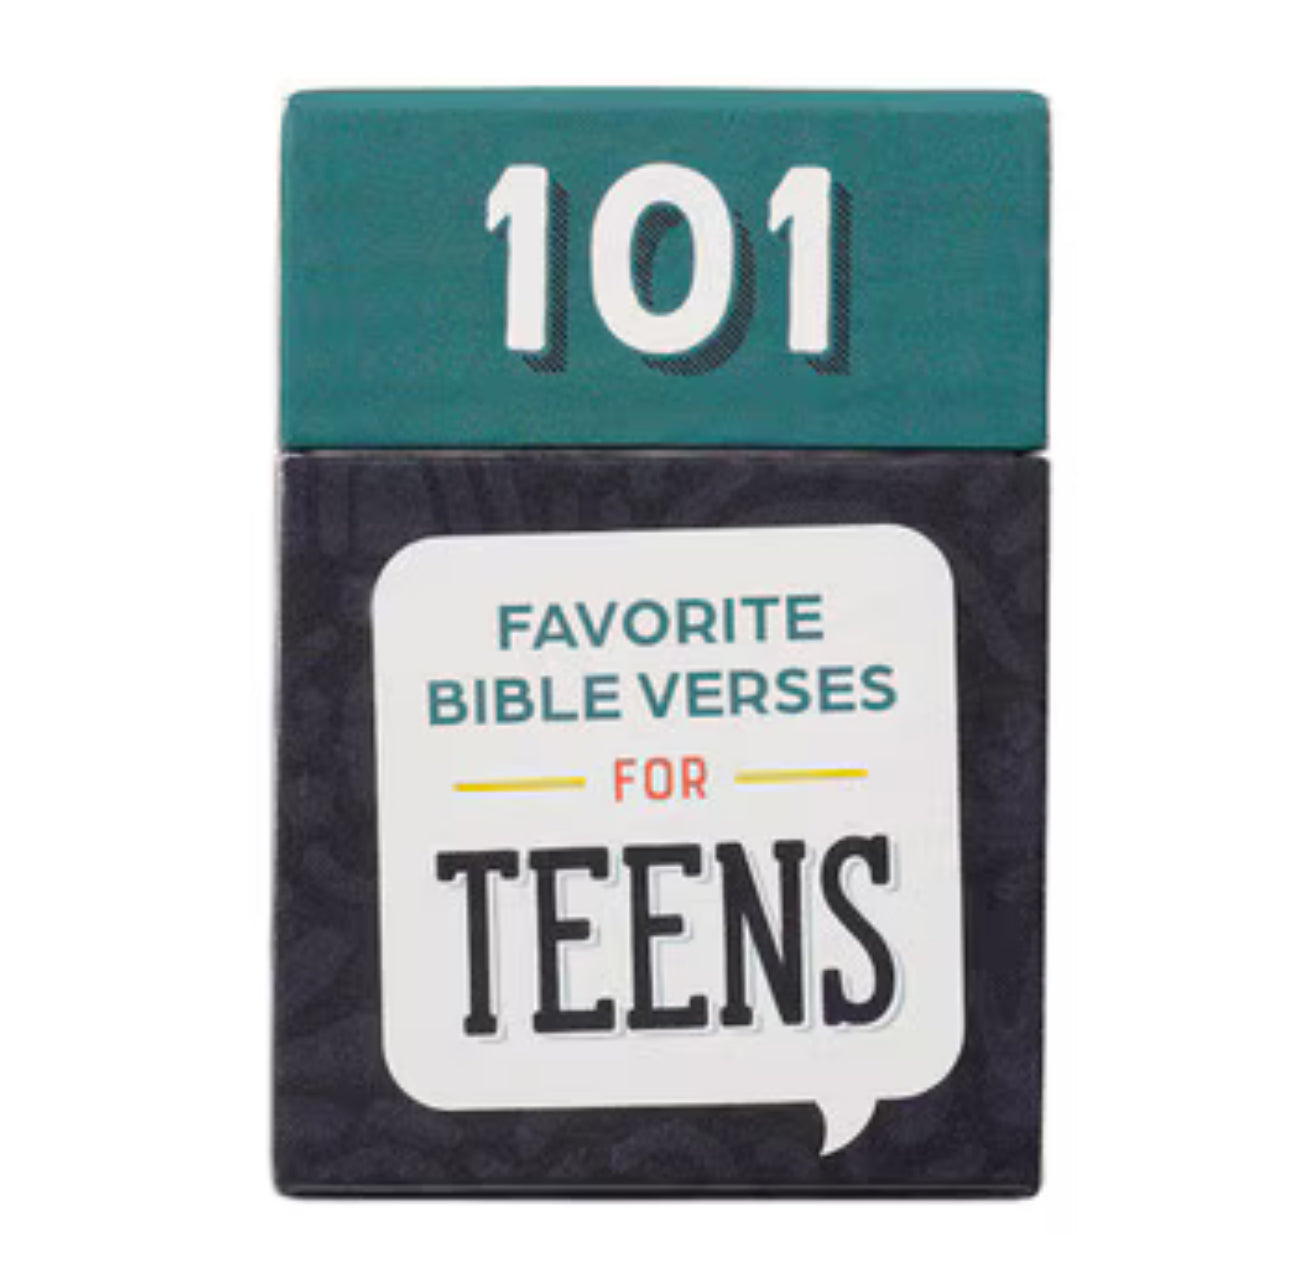 101
FAVORITE
BIBLE VERSES
FOR
TEENS